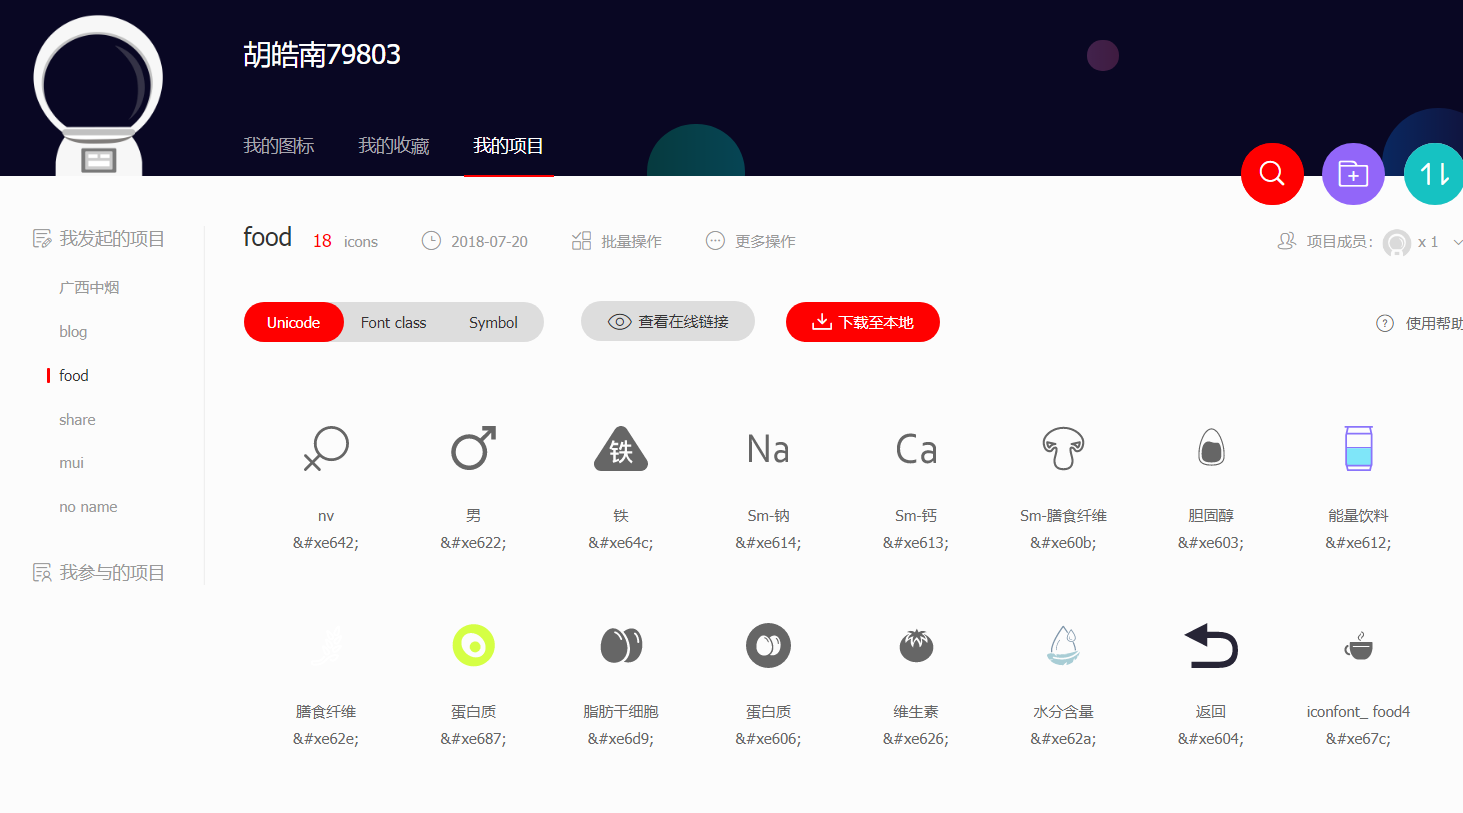 胡皓南79803
我的图标 我的收藏 我的项目
我发起的项目
广西中烟
blog
food
share
mui
no name
我参与的项目
food 18 icons 2018-07-20 批量操作 更多操作 项目成员: x 1
Unicode Font class Symbol 查看在线链接 下载至本地 使用帮助
铁 Na Ca
nv 男 铁 Sm-钠 Sm-钙 Sm-膳食纤维 胆固醇 能量饮料
&#xe642; &#xe622; &#xe64c; &#xe614; &#xe613; &#xe60b; &#xe603; &#xe612;
膳食纤维 蛋白质 脂肪干细胞 蛋白质 维生素 水分含量 返回 iconfont_ food4
&#xe62e; &#xe687; &#xe6d9; &#xe606; &#xe626; &#xe62a; &#xe604; &#xe67c;